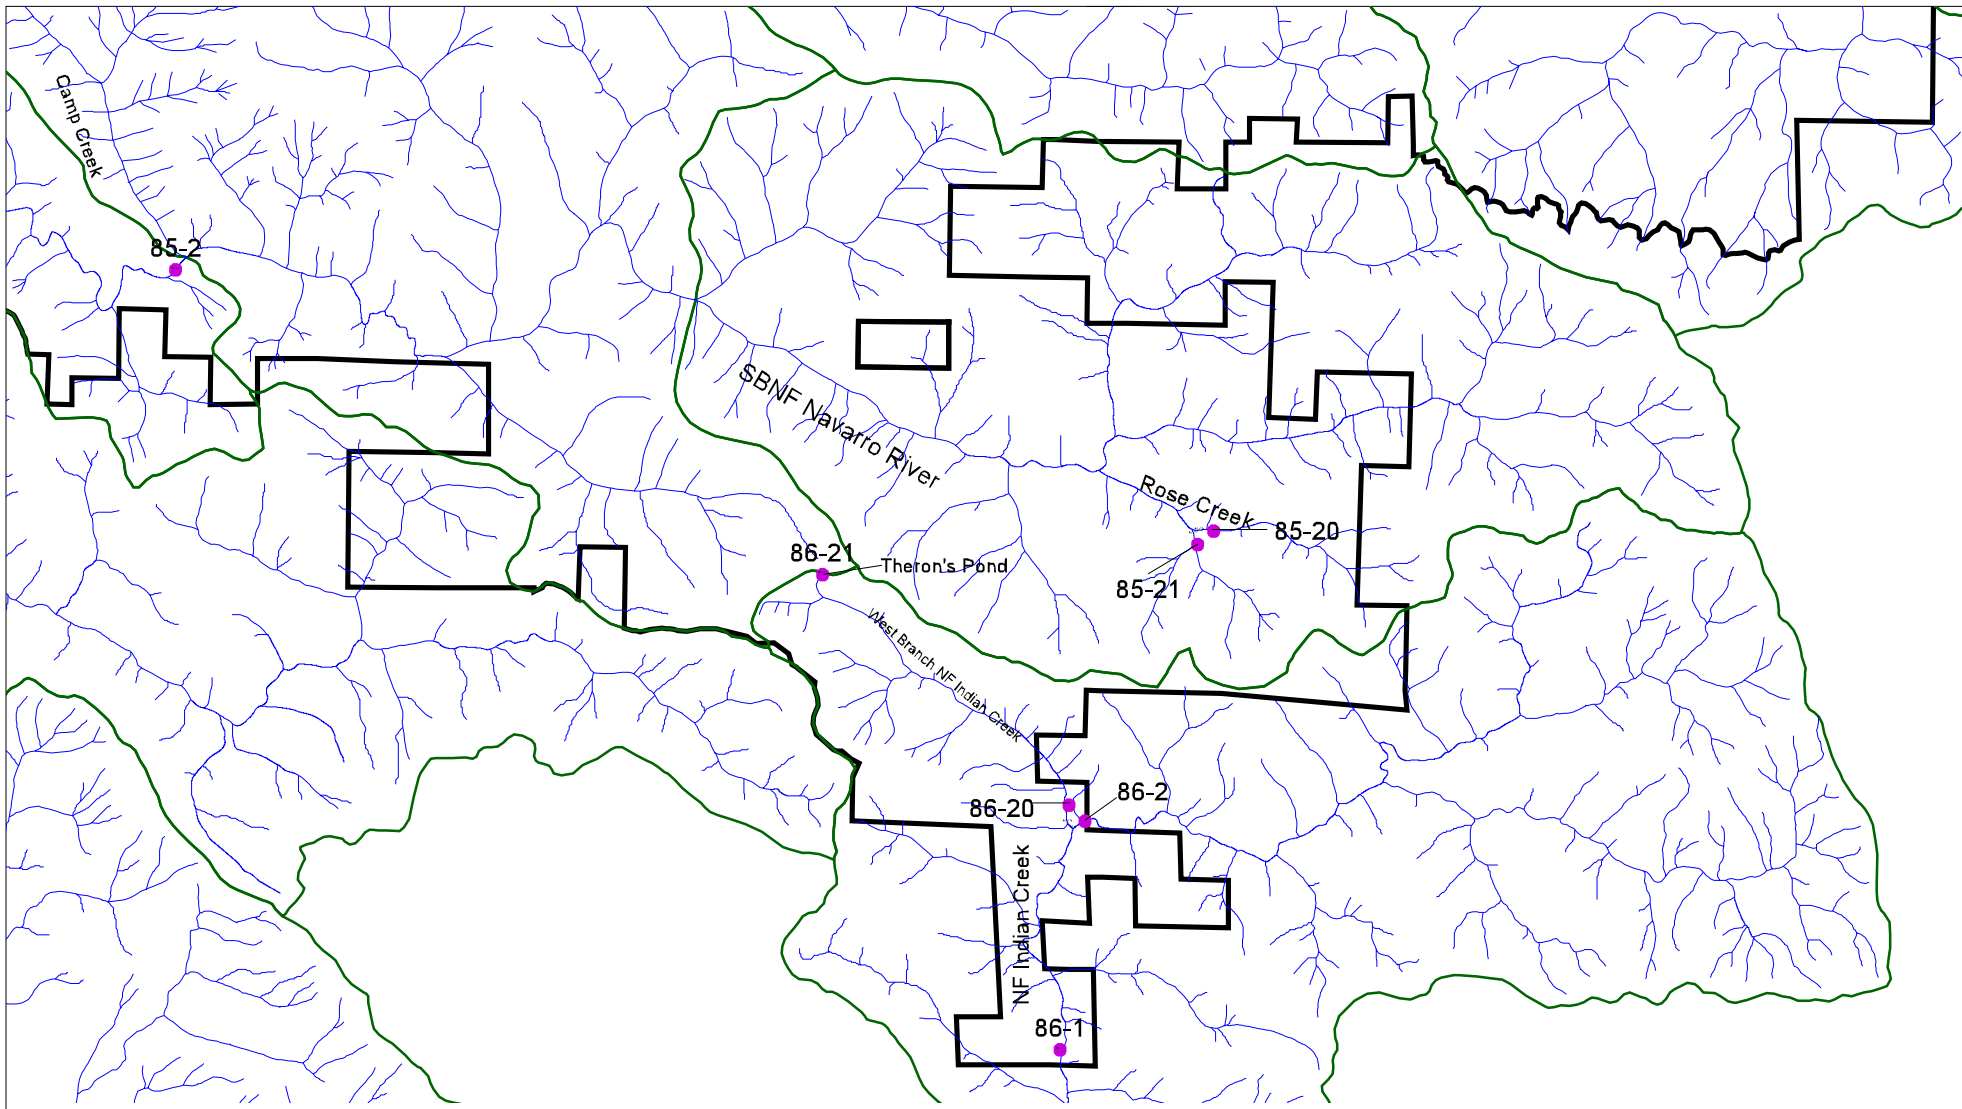 Camp Creek
85-2
SBNF Navarro River
Rose Creek
85-20
86-21
Theron's Pond
85-21
West Branch NF Indian Creek
86-2
86-20
NF Indian Creek
86-1